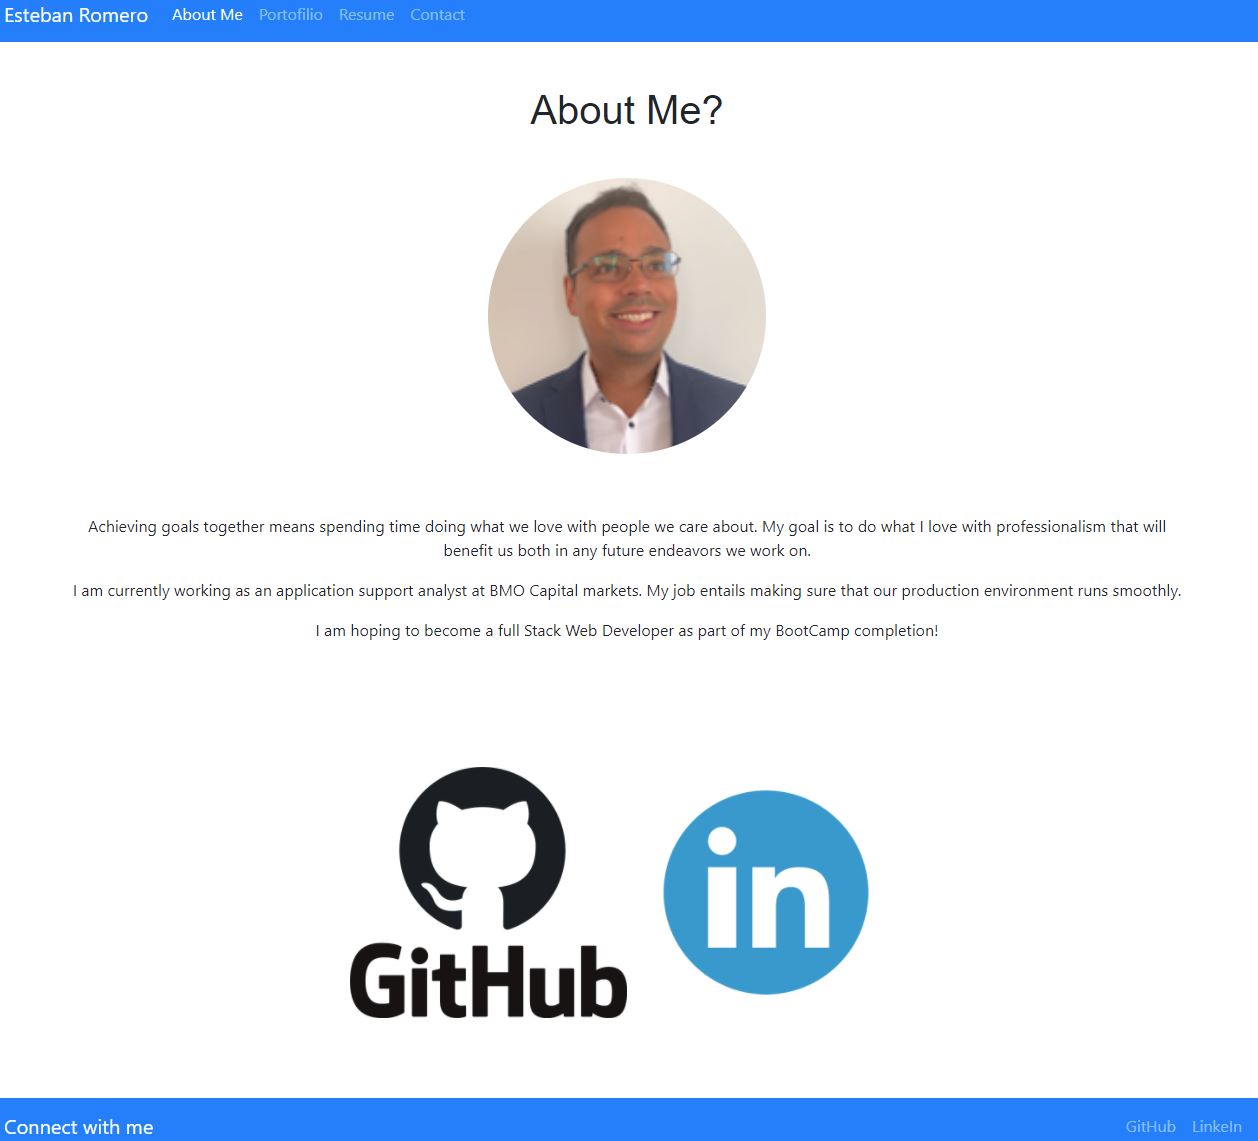 Esteban Romero About Me Portofilio Resume Contact
About Me?
Achieving goals together means spending time doing what we love with people we care about. My goal is to do what I love with professionalism that will
benefit us both in any future endeavors we work on.
I am currently working as an application support analyst at BMO Capital markets. My job entails making sure that our production environment runs smoothly.
I am hoping to become a full Stack Web Developer as part of my BootCamp completion!
in
GitHub
Connect with me GitHub LinkeIn